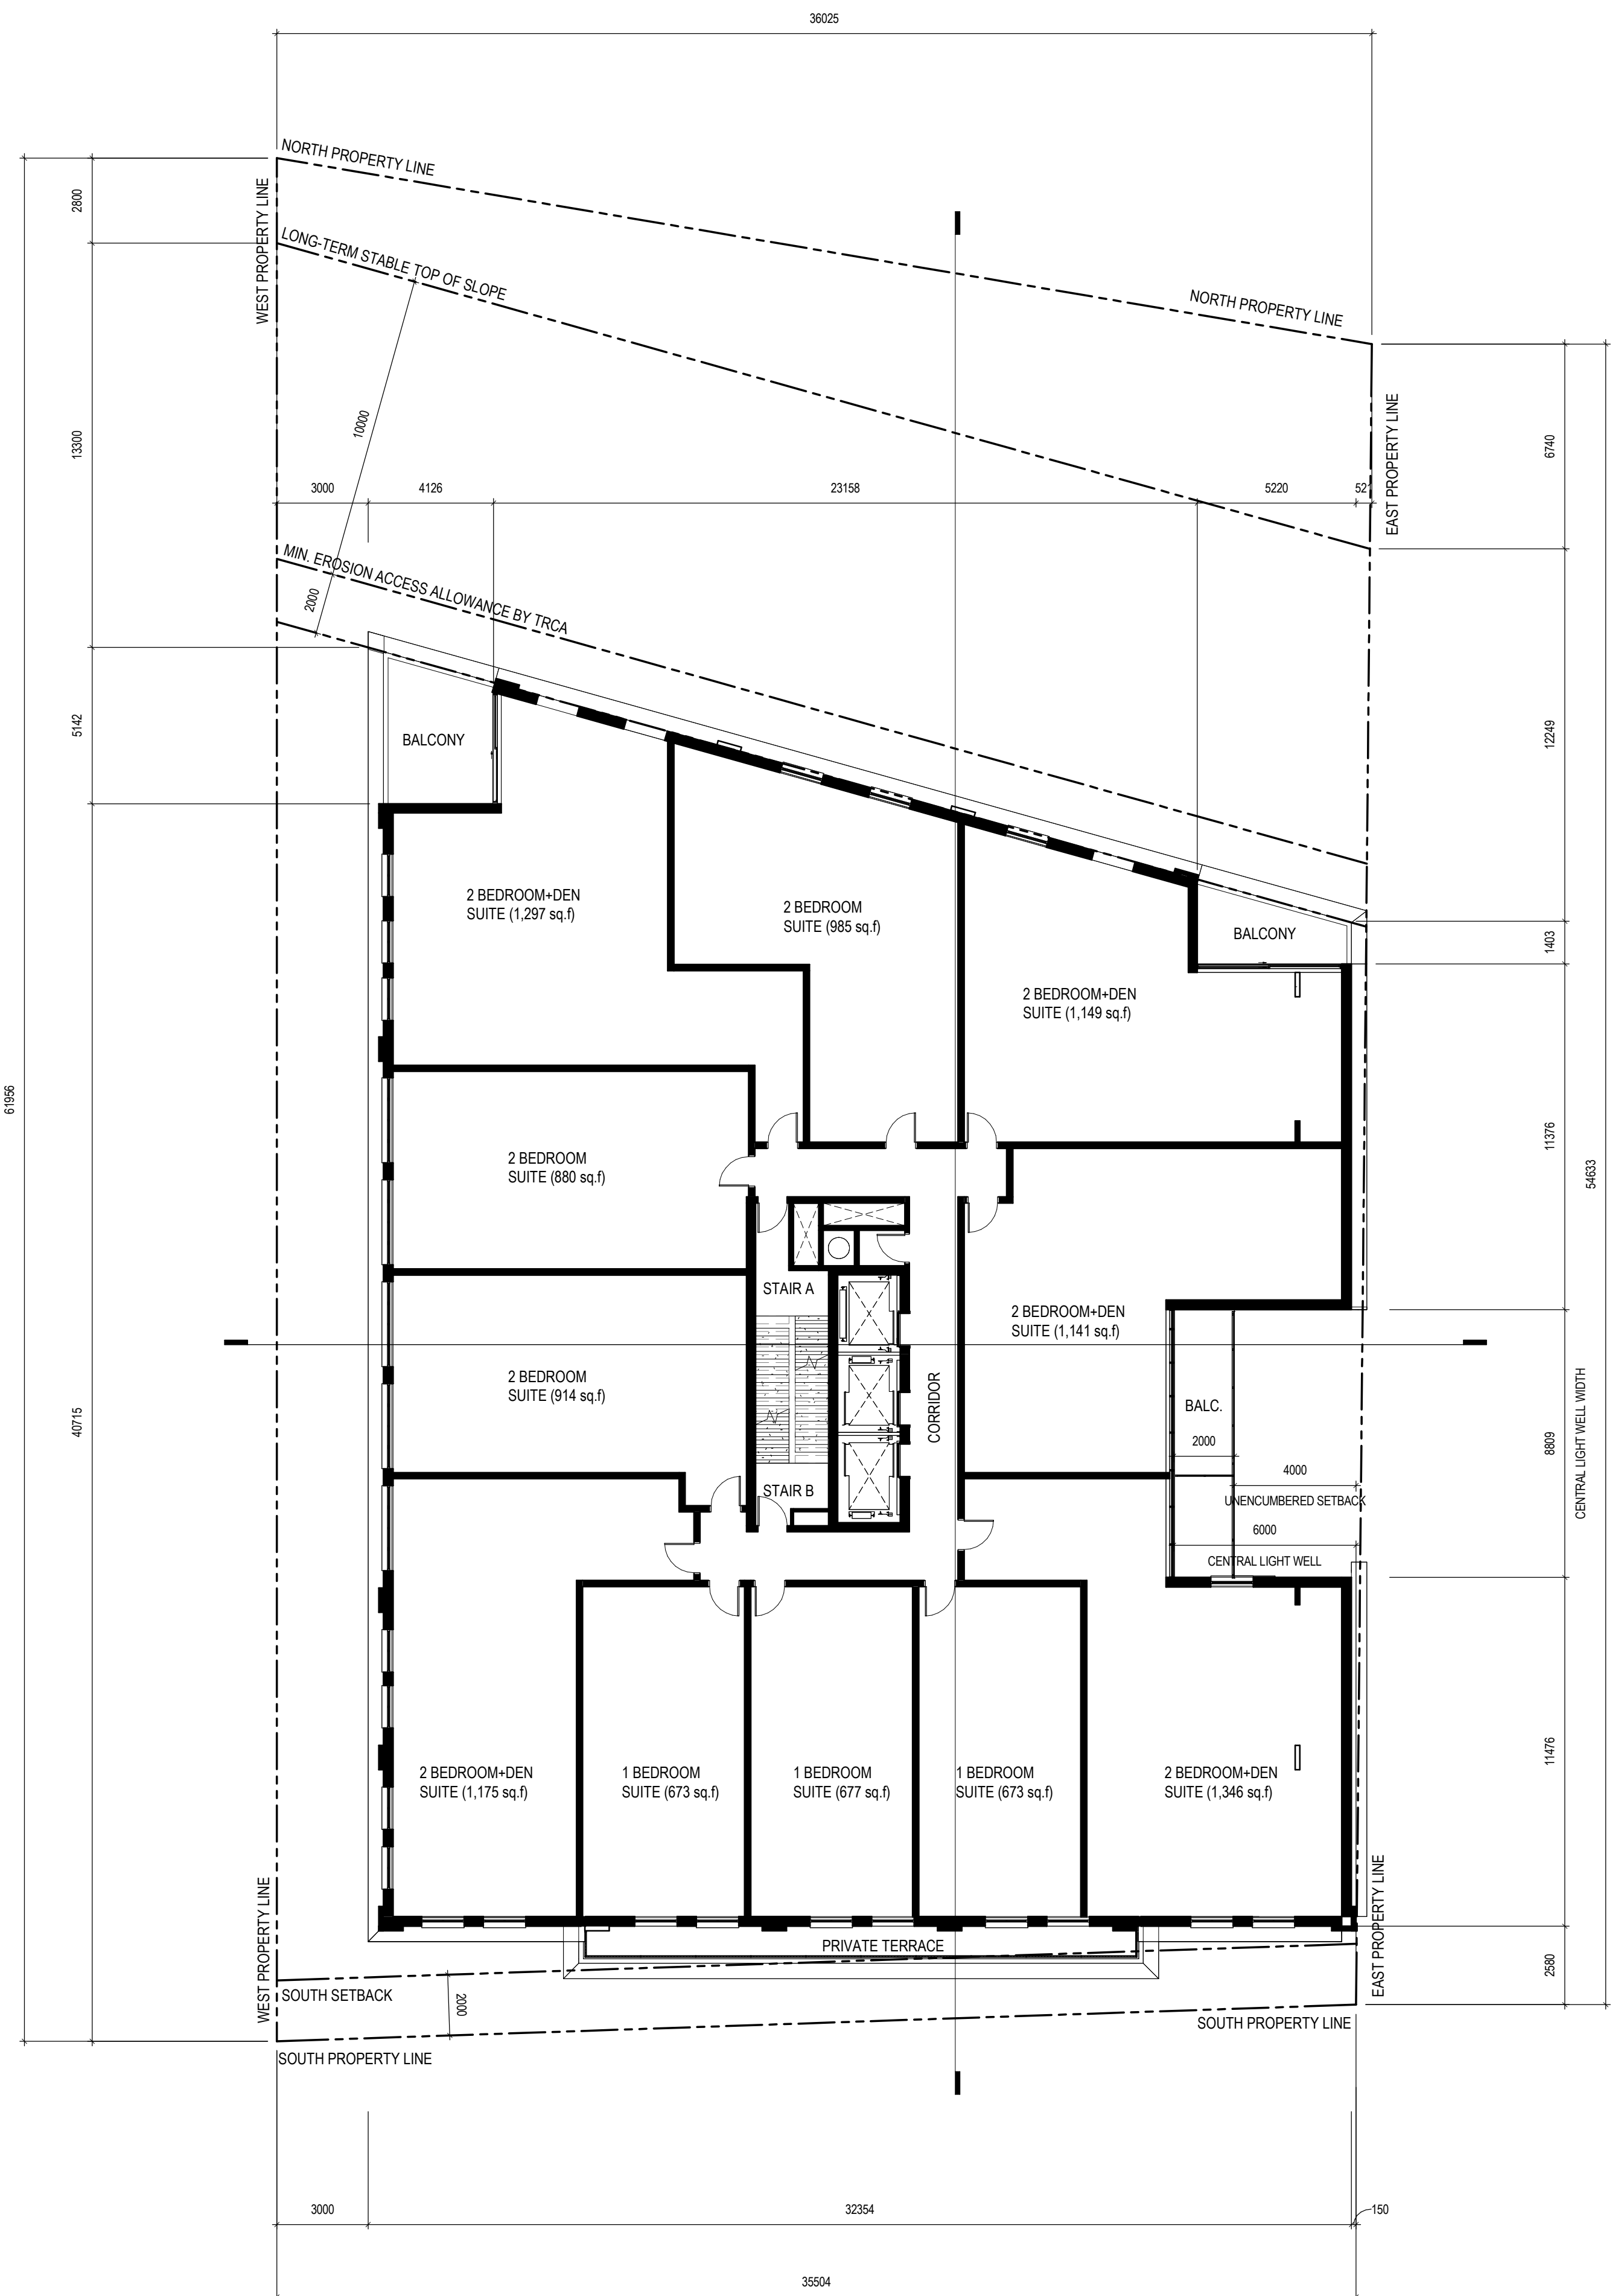 36025
NORTH PROPERTY LINE
WEST PROPERTY LINE
2800
LONG-TERM STABLE TOP OF SLOPE
NORTH PROPERTY LINE
EAST PROPERTY LINE
10000
13300
6740
3000
4126
23158
5220
52
MIN. EROSION ACCESS ALLOWANCE BY TRCA
2000
5142
BALCONY
12249
2 BEDROOM+DEN
SUITE (1,297 sq.f)
2 BEDROOM
SUITE (985 sq.f)
BALCONY
1403
2 BEDROOM+DEN
SUITE (1,149 sq.f)
61956
11376
54633
2 BEDROOM
SUITE (880 sq.f)
STAIR A
2 BEDROOM+DEN
SUITE (1,141 sq.f)
2 BEDROOM
SUITE (914 sq.f)
CORRIDOR
BALC.
2000
40715
8809
CENTRAL LIGHT WELL WIDTH
4000
STAIR B
UNENCUMBERED SETBACK
6000
CENTRAL LIGHT WELL
11476
2 BEDROOM+DEN
SUITE (1,175 sq.f)
1 BEDROOM
SUITE (673 sq.f)
1 BEDROOM
SUITE (677 sq.f)
1 BEDROOM
SUITE (673 sq.f)
2 BEDROOM+DEN
SUITE (1,346 sq.f)
WEST PROPERTY LINE
EAST PROPERTY LINE
PRIVATE TERRACE
2580
SOUTH SETBACK
2000
SOUTH PROPERTY LINE
SOUTH PROPERTY LINE
3000
32354
150
35504